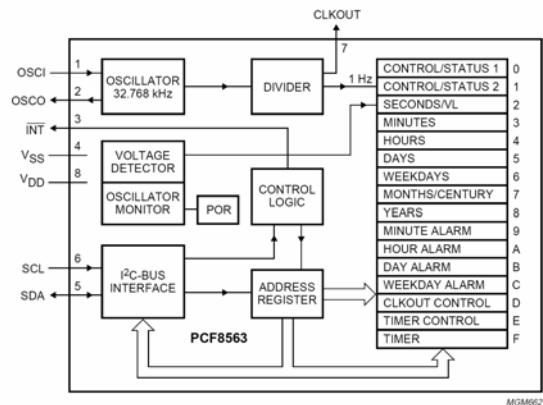 CLKOUT
7
OSCI
1
OSCO
2
OSCILLATOR
32.768 kHz
DIVIDER
1 Hz
INT
3
VSS
4
VDD
8
VOLTAGE
DETECTOR
OSCILLATOR
MONITOR
POR
CONTROL
LOGIC
SCL
6
SDA
5
I2C-BUS
INTERFACE
ADDRESS
REGISTER
PCF8563
CONTROL/STATUS 1 0
CONTROL/STATUS 2 1
SECONDS/VL 2
MINUTES 3
HOURS 4
DAYS 5
WEEKDAYS 6
MONTHS/CENTURY 7
YEARS 8
MINUTE ALARM 9
HOUR ALARM A
DAY ALARM B
WEEKDAY ALARM C
CLKOUT CONTROL D
TIMER CONTROL E
TIMER F
MGM662